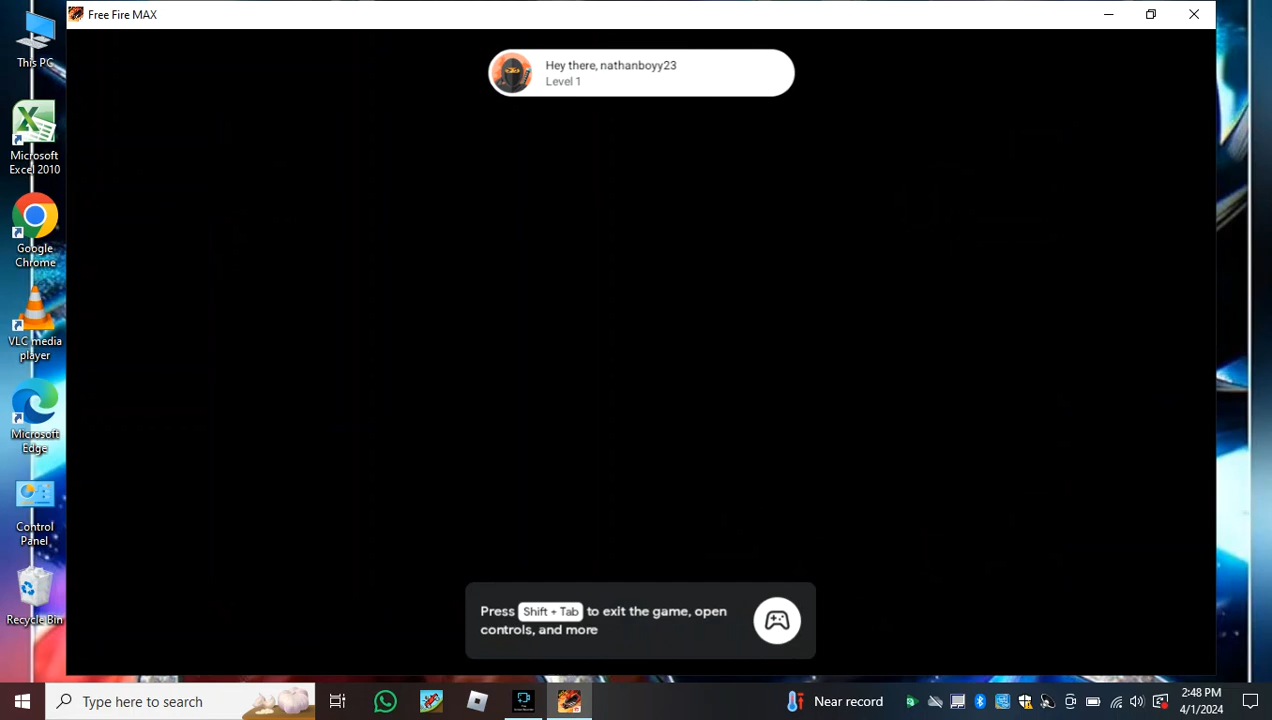 Free Fire MAX
Hey there, nathanboyy23
Level 1
This PC
Microsoft
Excel 2010
Google
Chrome
VLC media
player
Microsoft
Edge
Control
Panel
Recycle Bin
Press Shift + Tab to exit the game, open
controls, and more
Type here to search
Near record
2:48 PM
4/1/2024